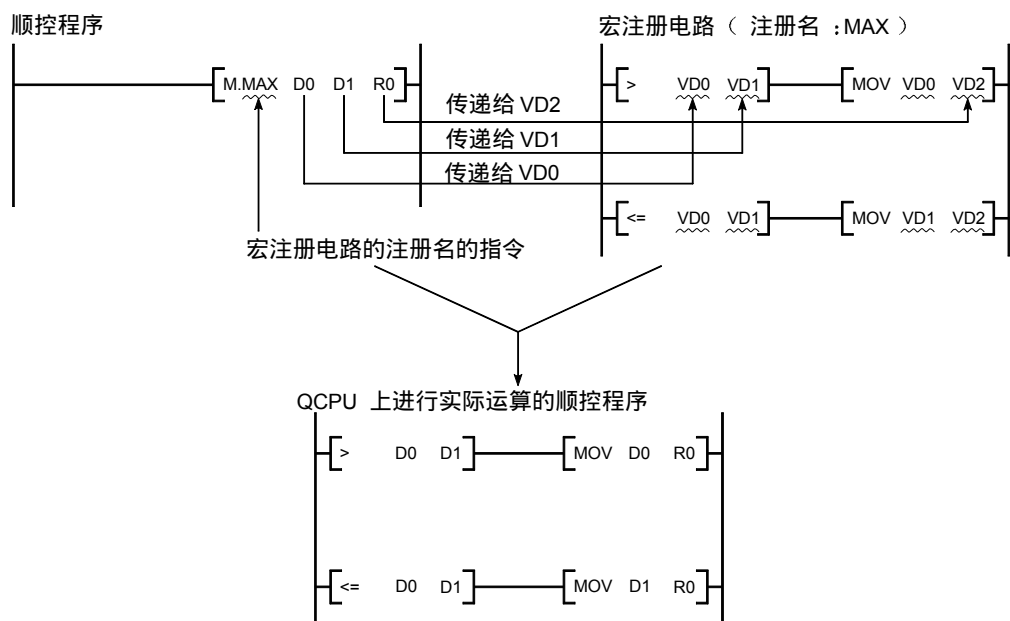 顺控程序
M.MAX D0 D1 R0
传递给 VD2
传递给 VD1
传递给 VD0
宏注册电路的注册名的指令
宏注册电路（ 注册名 :MAX ）
> VD0 VD1 MOV VD0 VD2
<= VD0 VD1 MOV VD1 VD2
QCPU 上进行实际运算的顺控程序
> D0 D1 MOV D0 R0
<= D0 D1 MOV D1 R0